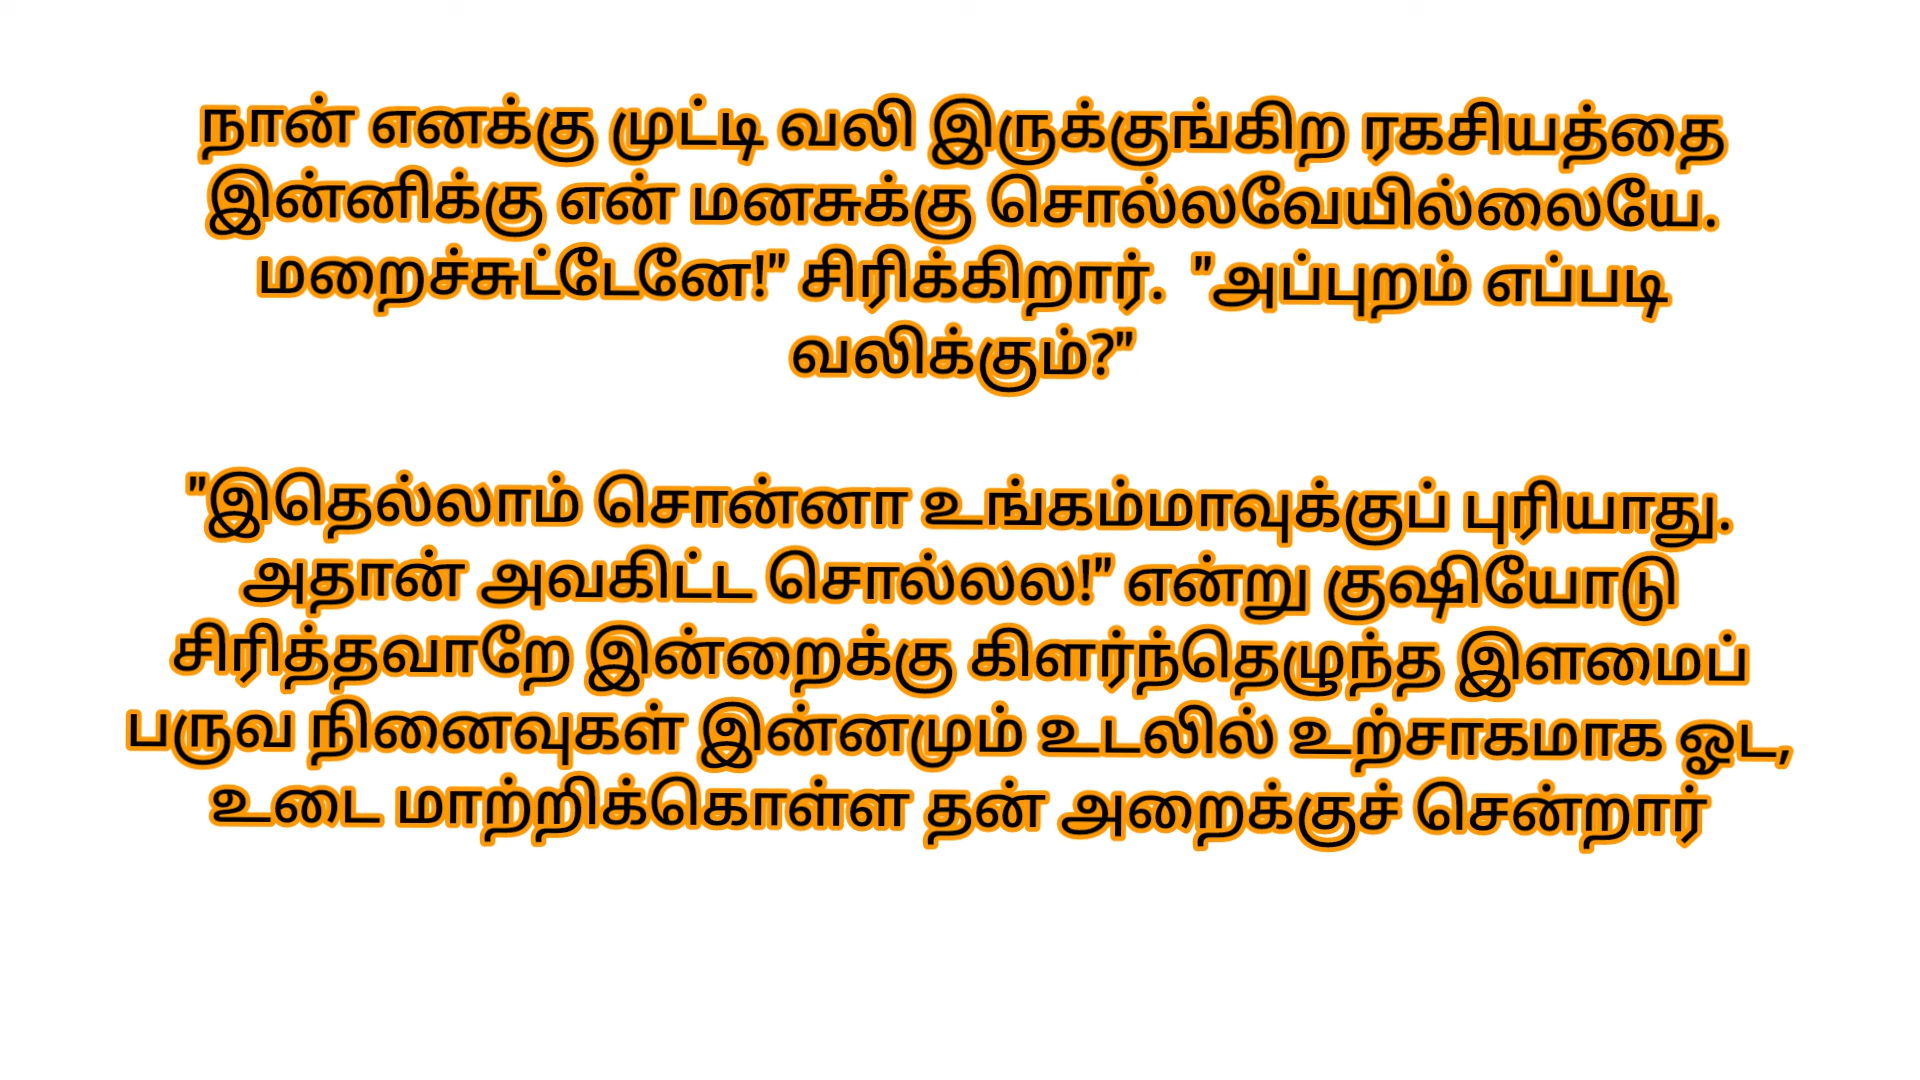 நான் எனக்கு முட்டி வலி இருக்குங்கிற ரகசியத்தை
இன்னிக்கு என் மனசுக்கு சொல்லவேயில்லையே.
மறைச்சுட்டேனே!" சிரிக்கிறார். "அப்புறம் எப்படி
வலிக்கும்?"
"இதெல்லாம் சொன்னா உங்கம்மாவுக்குப் புரியாது.
அதான் அவகிட்ட சொல்லல!" என்று குஷியோடு
சிரித்தவாறே இன்றைக்கு கிளர்ந்தெழுந்த இளமைப்
பருவ நினைவுகள் இன்னமும் உடலில் உற்சாகமாக ஓட,
உடை மாற்றிக்கொள்ள தன் அறைக்குச் சென்றார்